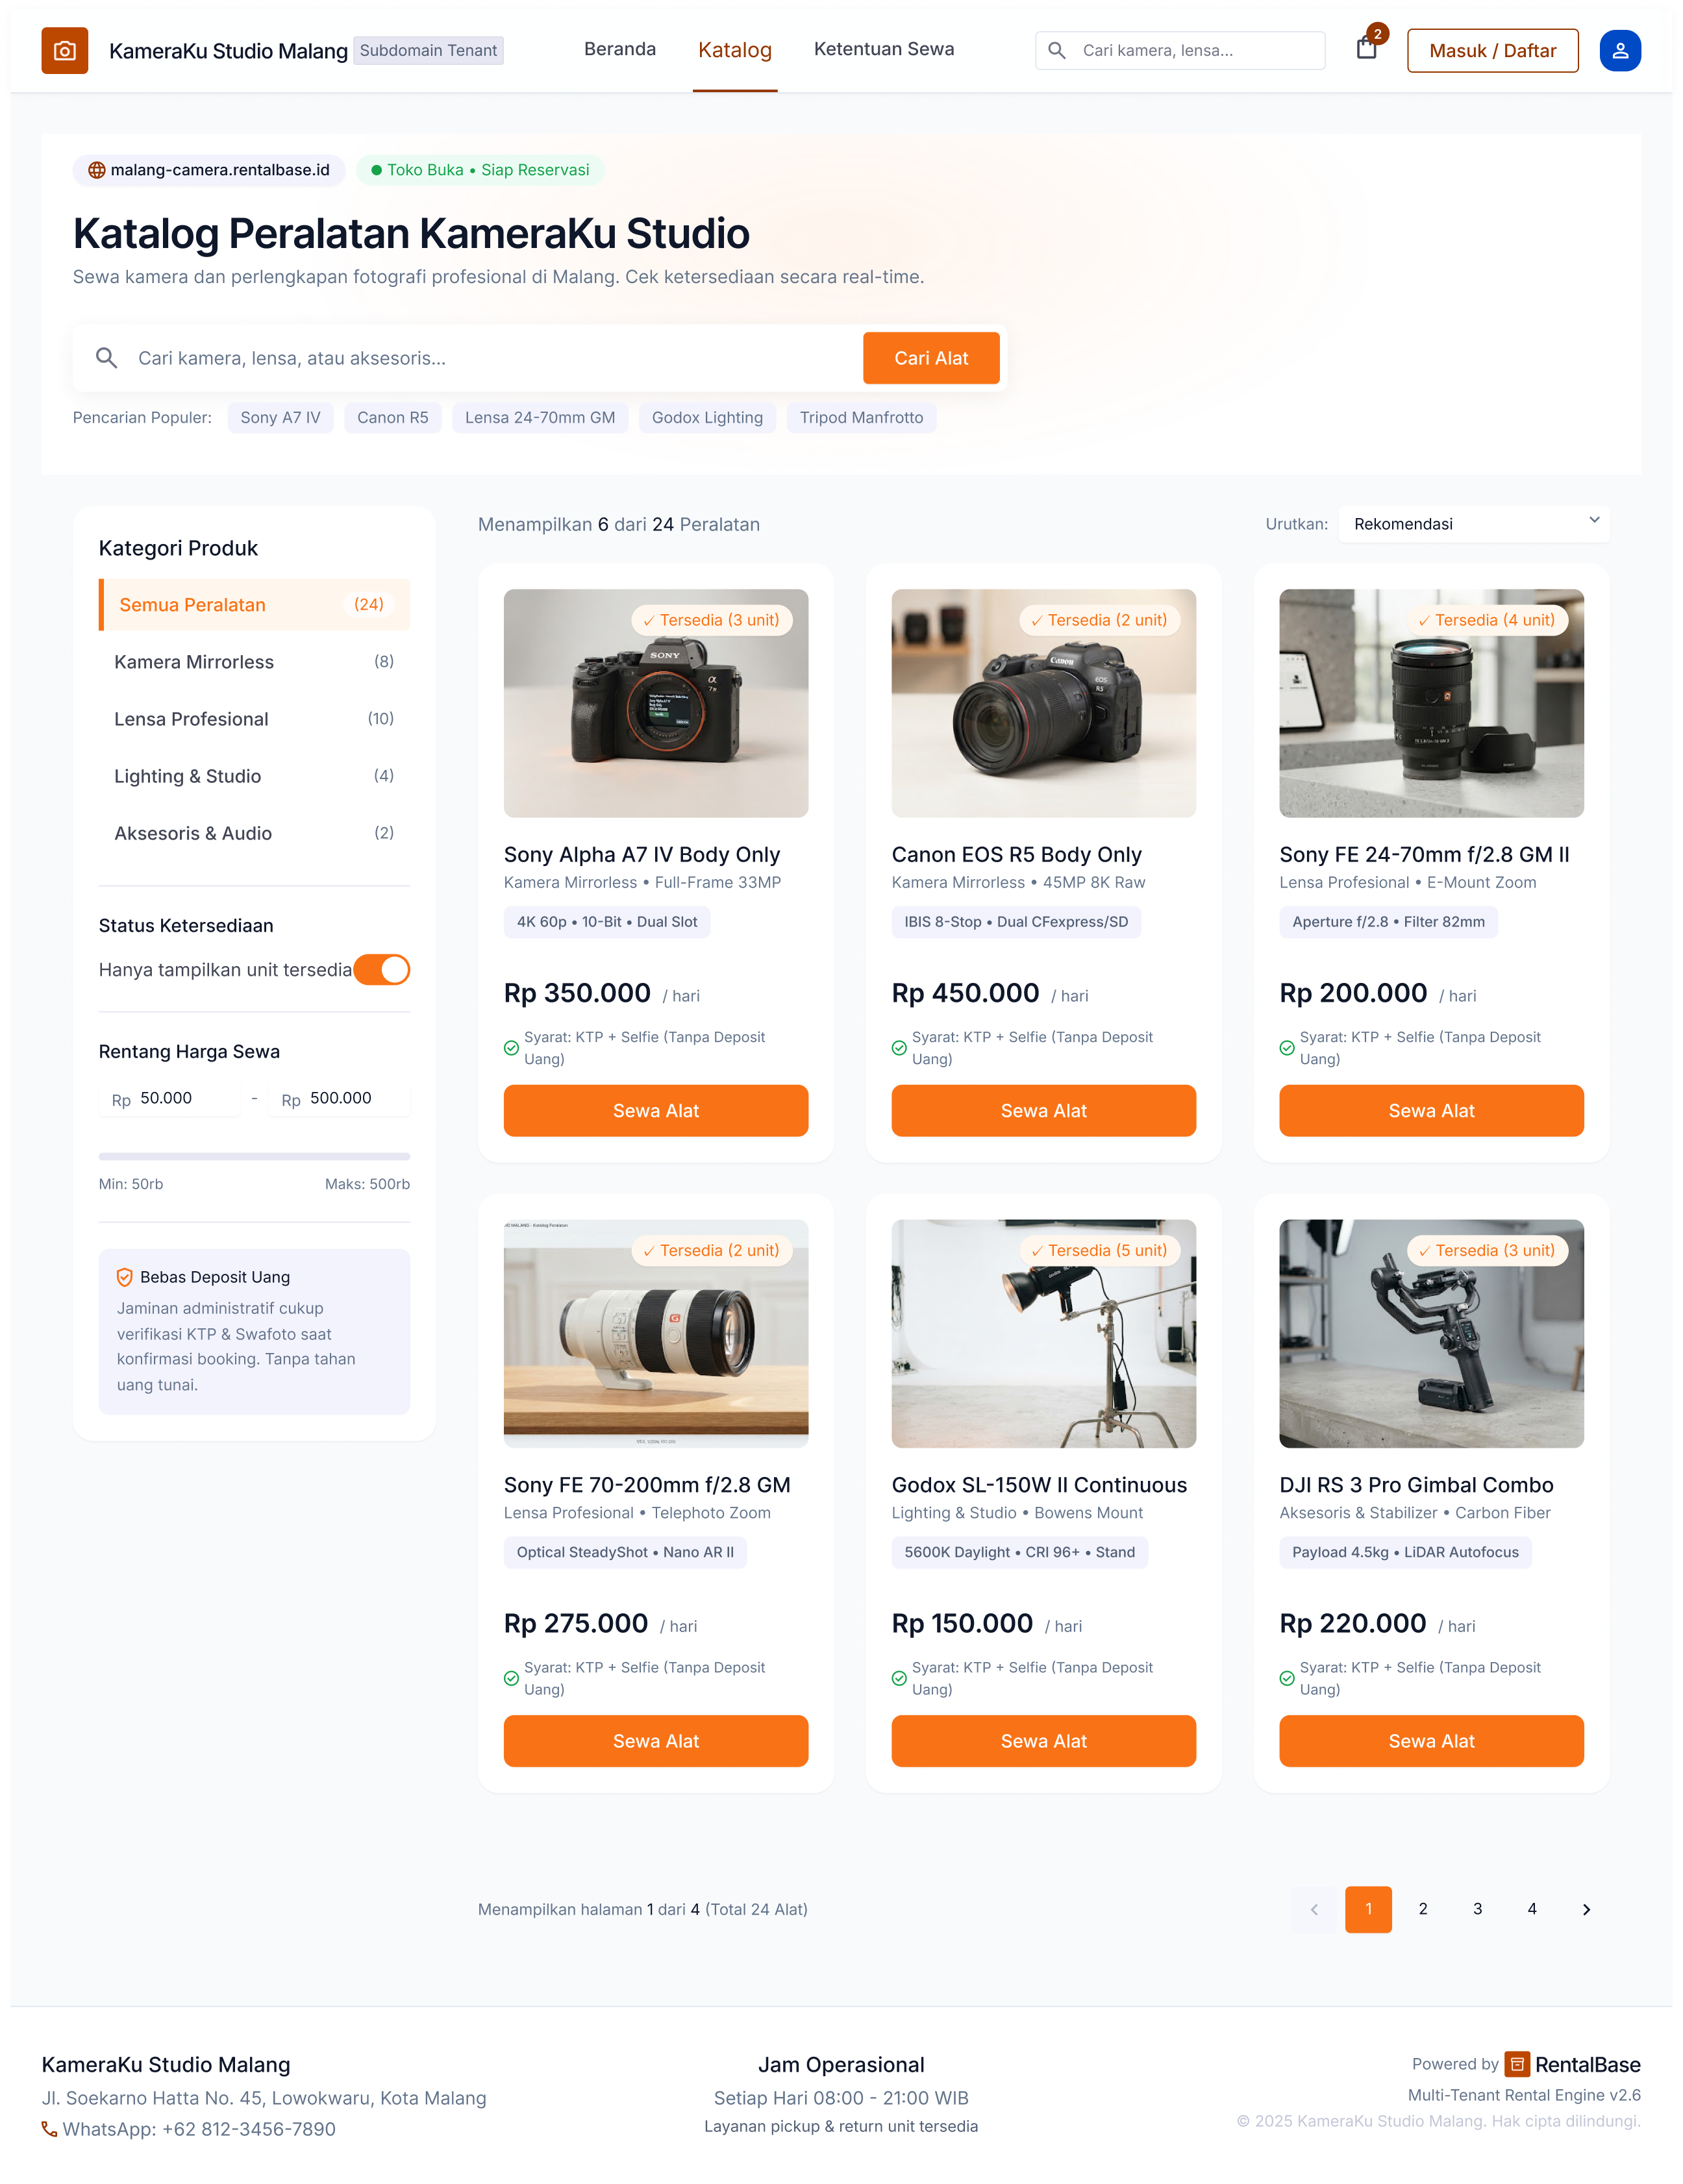 KameraKu Studio Malang
Subdomain Tenant
Beranda
Katalog
Ketentuan Sewa
Cari kamera, lensa...
2
Masuk / Daftar
malang-camera.rentalbase.id
Toko Buka • Siap Reservasi
Katalog Peralatan KameraKu Studio
Sewa kamera dan perlengkapan fotografi profesional di Malang. Cek ketersediaan secara real-time.
Cari kamera, lensa, atau aksesoris...
Cari Alat
Pencarian Populer:
Sony A7 IV
Canon R5
Lensa 24-70mm GM
Godox Lighting
Tripod Manfrotto
Kategori Produk
Semua Peralatan (24)
Kamera Mirrorless (8)
Lensa Profesional (10)
Lighting & Studio (4)
Aksesoris & Audio (2)
Status Ketersediaan
Hanya tampilkan unit tersedia
Rentang Harga Sewa
Rp 50.000 - Rp 500.000
Min: 50rb
Maks: 500rb
Bebas Deposit Uang
Jaminan administratif cukup
verifikasi KTP & Swafoto saat
konfirmasi booking. Tanpa tahan
uang tunai.
Menampilkan 6 dari 24 Peralatan
Urutkan: Rekomendasi
✓ Tersedia (3 unit)
SONY
Sony Alpha A7 IV Body Only
Kamera Mirrorless • Full-Frame 33MP
4K 60p • 10-Bit • Dual Slot
Rp 350.000 / hari
Syarat: KTP + Selfie (Tanpa Deposit
Uang)
Sewa Alat
✓ Tersedia (2 unit)
Canon
EOS
R5
Canon EOS R5 Body Only
Kamera Mirrorless • 45MP 8K Raw
IBIS 8-Stop • Dual CFexpress/SD
Rp 450.000 / hari
Syarat: KTP + Selfie (Tanpa Deposit
Uang)
Sewa Alat
✓ Tersedia (4 unit)
Sony FE 24-70mm f/2.8 GM II
Lensa Profesional • E-Mount Zoom
Aperture f/2.8 • Filter 82mm
Rp 200.000 / hari
Syarat: KTP + Selfie (Tanpa Deposit
Uang)
Sewa Alat
✓ Tersedia (2 unit)
G
Sony FE 70-200mm f/2.8 GM
Lensa Profesional • Telephoto Zoom
Optical SteadyShot • Nano AR II
Rp 275.000 / hari
Syarat: KTP + Selfie (Tanpa Deposit
Uang)
Sewa Alat
✓ Tersedia (5 unit)
Godox SL-150W II Continuous
Lighting & Studio • Bowens Mount
5600K Daylight • CRI 96+ • Stand
Rp 150.000 / hari
Syarat: KTP + Selfie (Tanpa Deposit
Uang)
Sewa Alat
✓ Tersedia (3 unit)
DJI RS 3 Pro Gimbal Combo
Aksesoris & Stabilizer • Carbon Fiber
Payload 4.5kg • LiDAR Autofocus
Rp 220.000 / hari
Syarat: KTP + Selfie (Tanpa Deposit
Uang)
Sewa Alat
Menampilkan halaman 1 dari 4 (Total 24 Alat)
1
2
3
4
KameraKu Studio Malang
Jl. Soekarno Hatta No. 45, Lowokwaru, Kota Malang
WhatsApp: +62 812-3456-7890
Jam Operasional
Setiap Hari 08:00 - 21:00 WIB
Layanan pickup & return unit tersedia
Powered by RentalBase
Multi-Tenant Rental Engine v2.6
© 2025 KameraKu Studio Malang. Hak cipta dilindungi.